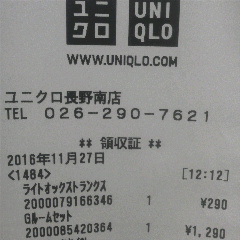 ユニクロ UNIQLO
WWW.UNIQLO.COM
ユニクロ長野南店
TEL 026-290-7621
** 領収証 **
2016年11月27日
<1484> [12:12]
ライトオックストランクス
2000079166346 1 ¥290
Gルームセット
2000085420364 1 ¥1,290